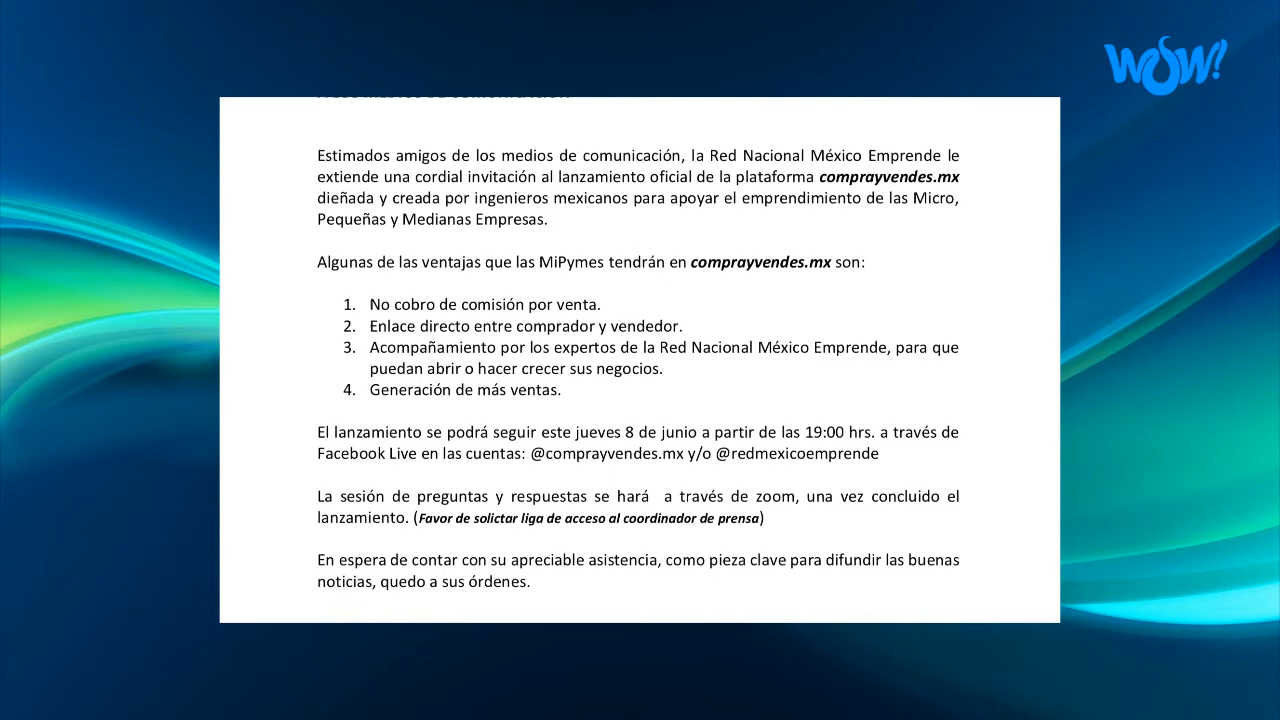 WOW!
Estimados amigos de los medios de comunicación, la Red Nacional México Emprende le
extiende una cordial invitación al lanzamiento oficial de la plataforma comprayvendes.mx
dieñada y creada por ingenieros mexicanos para apoyar el emprendimiento de las Micro,
Pequeñas y Medianas Empresas.
Algunas de las ventajas que las MiPymes tendrán en comprayvendes.mx son:
1. No cobro de comisión por venta.
2. Enlace directo entre comprador y vendedor.
3. Acompañamiento por los expertos de la Red Nacional México Emprende, para que
puedan abrir o hacer crecer sus negocios.
4. Generación de más ventas.
El lanzamiento se podrá seguir este jueves 8 de junio a partir de las 19:00 hrs. a través de
Facebook Live en las cuentas: @comprayvendes.mx y/o @redmexicoemprende
La sesión de preguntas y respuestas se hará a través de zoom, una vez concluido el
lanzamiento. (Favor de solictar liga de acceso al coordinador de prensa)
En espera de contar con su apreciable asistencia, como pieza clave para difundir las buenas
noticias, quedo a sus órdenes.